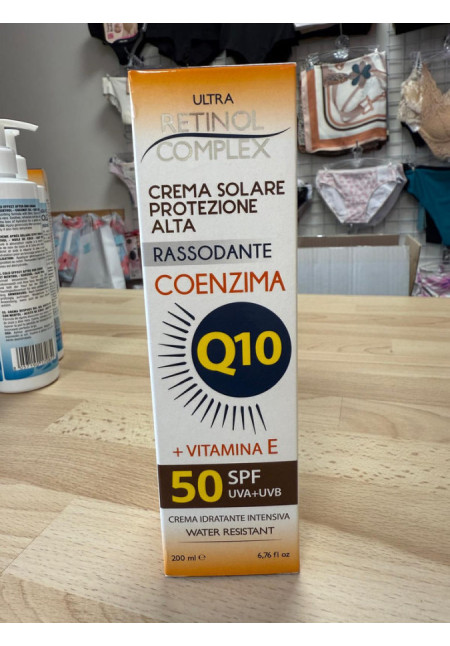 ULTRA
RETINOL
COMPLEX
CREMA SOLARE
PROTEZIONE
ALTA
RASSODANTE
COENZIMA
Q10
+ VITAMINA E
50 SPF
UVA+UVB
CREMA IDRATANTE INTENSIVA
WATER RESISTANT
200 ml ℮ 6,76 fl oz